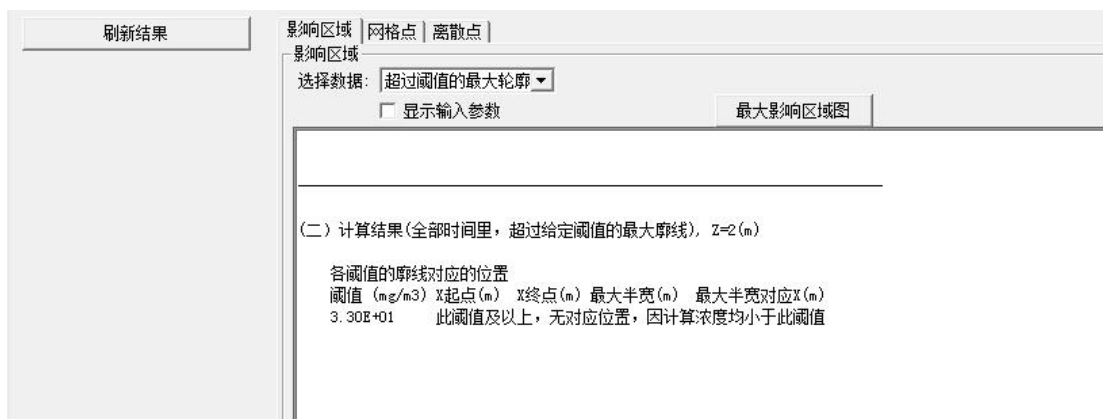 刷新结果
影响区域 网格点 离散点
影响区域
选择数据: 超过阈值的最大轮廓
显示输入参数 最大影响区域图
(二) 计算结果(全部时间里，超过给定阈值的最大廓线), Z=2(m)
各阈值的廓线对应的位置
阈值 (mg/m3) X起点(m) X终点(m) 最大半宽(m) 最大半宽对应X(m)
3.30E+01 此阈值及以上，无对应位置，因计算浓度均小于此阈值